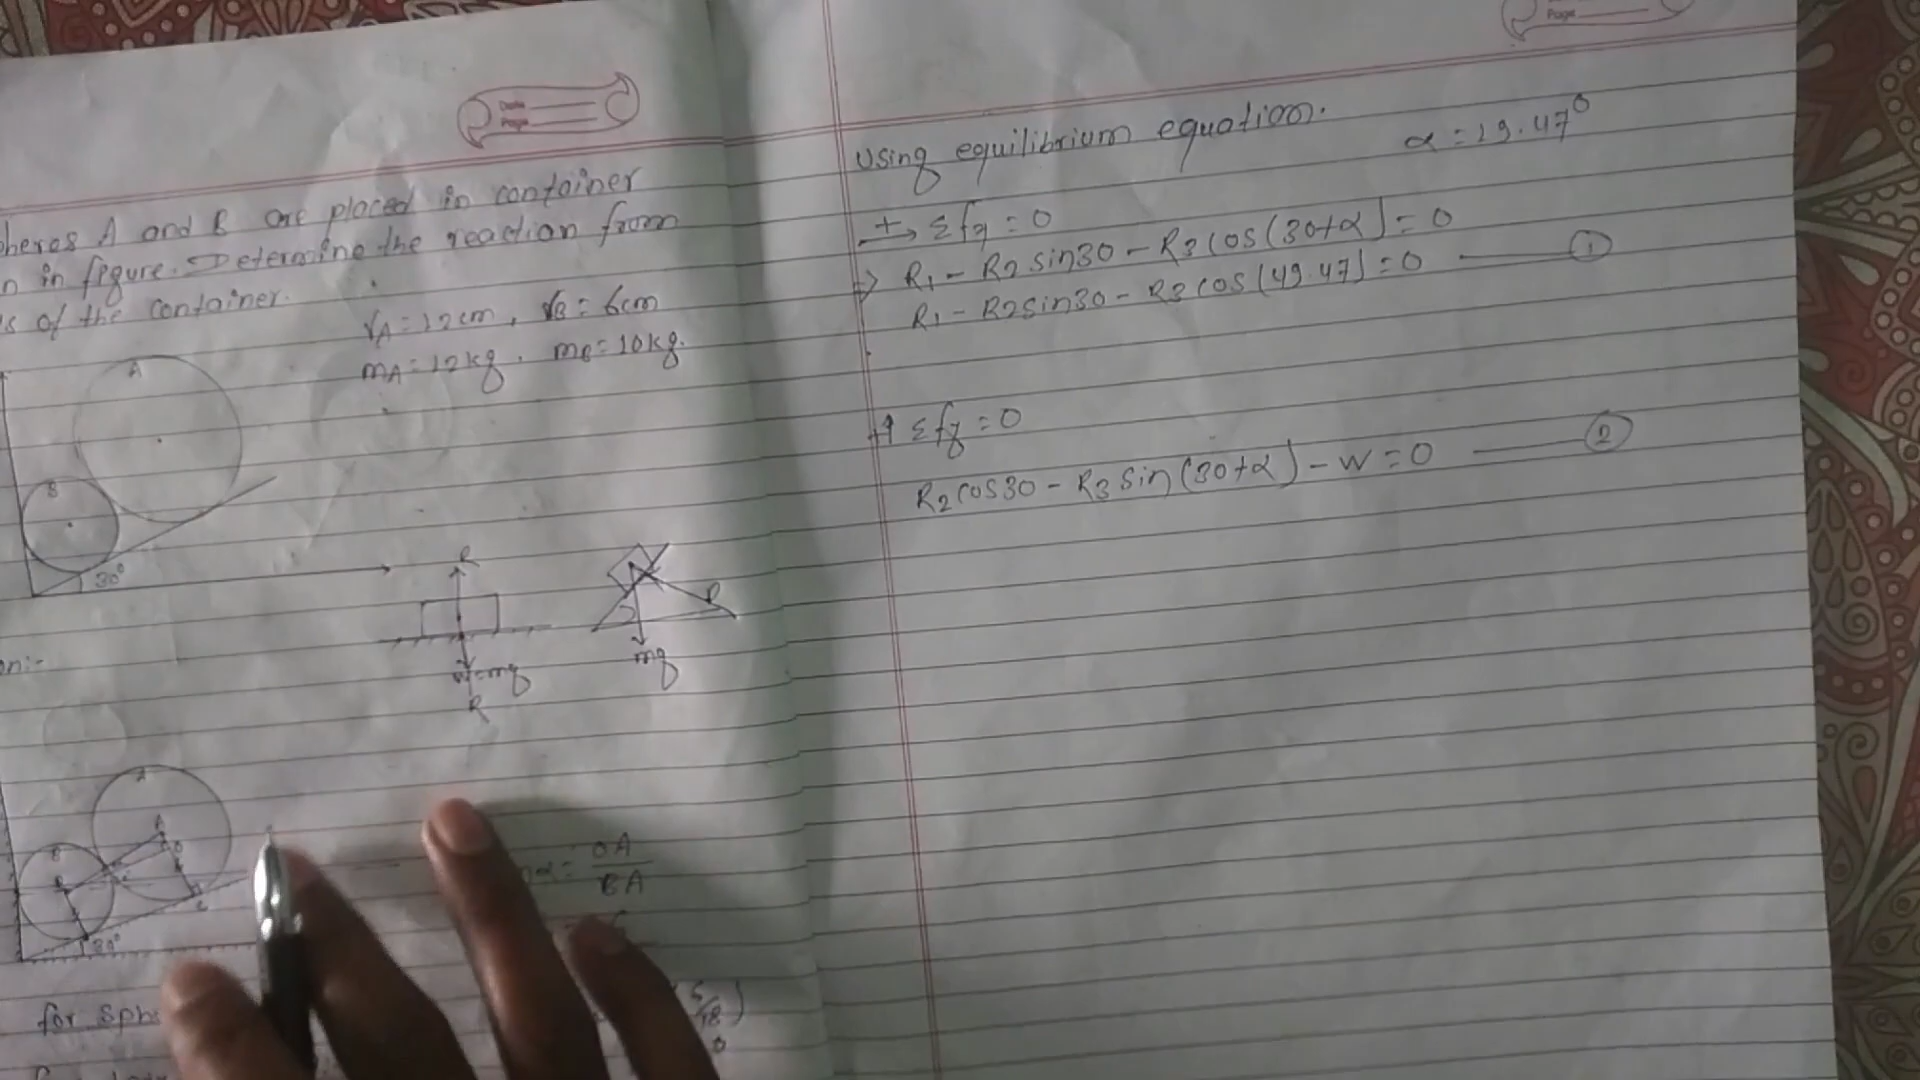 Date
Page
Page
A and B are placed in container
in figure. Determine the reaction from
of the container.
rA = 12cm, rB = 6cm
mA = 12kg, mB = 10kg.
A
B
30°
R
W=mg
R
R
mg
A
B
A
O
B
C
30°
α = OA
BA
for
Using equilibrium equation.
α = 19.47°
+→ Σfx = 0
⇒ R1 - R2 sin30 - R3 cos(30+α) = 0
R1 - R2 sin30 - R3 cos(49.47) = 0 —— ①
+↑ Σfy = 0
R2 cos30 - R3 sin(30+α) - W = 0 —— ②